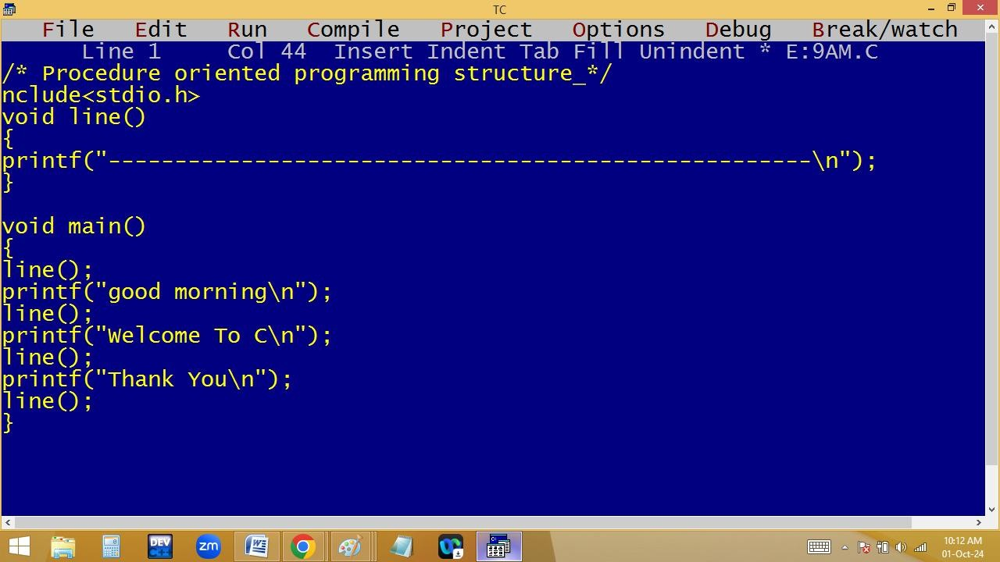 TC
File Edit Run Compile Project Options Debug Break/watch
Line 1 Col 44 Insert Indent Tab Fill Unindent * E:9AM.C
/* Procedure oriented programming structure_*/
nclude<stdio.h>
void line()
{
printf("-----------------------------------------------------\n");
}
void main()
{
line();
printf("good morning\n");
line();
printf("Welcome To C\n");
line();
printf("Thank You\n");
line();
}
DEV
C++
zm
W
C:\
10:12 AM
01-Oct-24